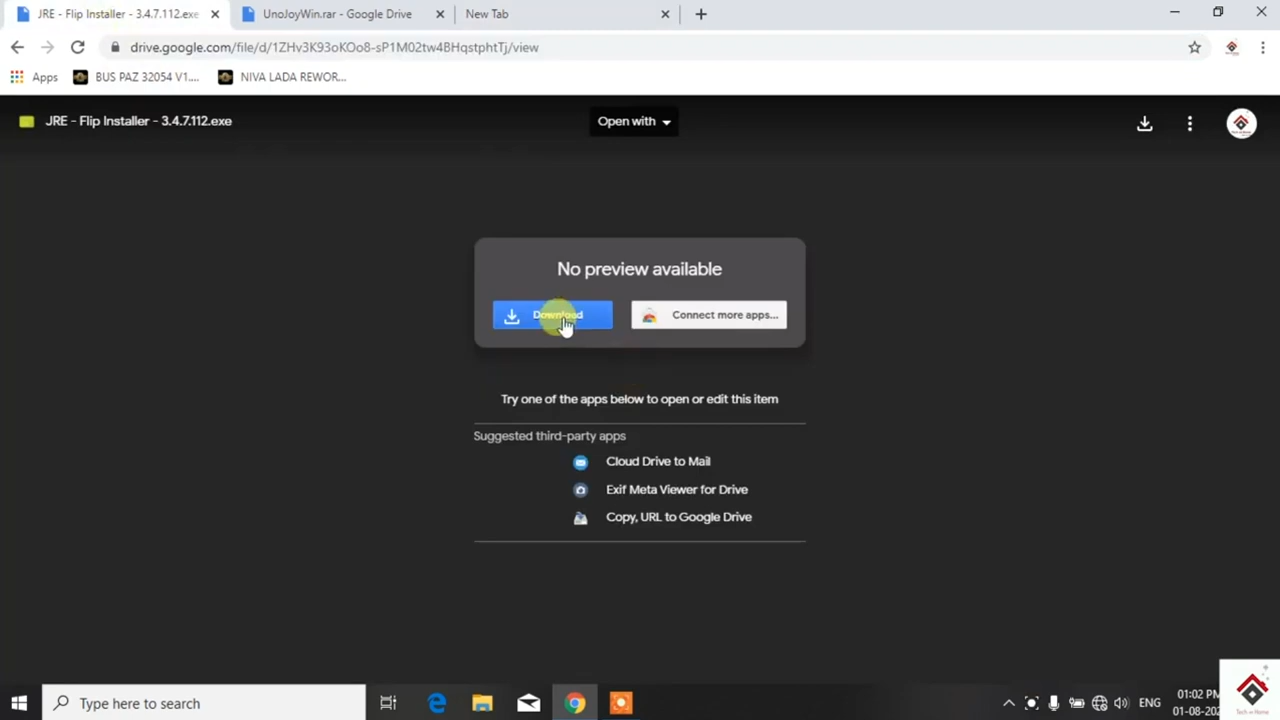 JRE - Flip Installer - 3.4.7.112.exe
UnoJoyWin.rar - Google Drive
New Tab
drive.google.com/file/d/1ZHv3K93oKOo8-sP1M02tw4BHqstphtTj/view
Apps
BUS PAZ 32054 V1....
NIVA LADA REWOR...
JRE - Flip Installer - 3.4.7.112.exe
Open with
No preview available
Download
Connect more apps...
Try one of the apps below to open or edit this item
Suggested third-party apps
Cloud Drive to Mail
Exif Meta Viewer for Drive
Copy, URL to Google Drive
Type here to search
ENG
01:02 PM
01-08-20
Tech at Home